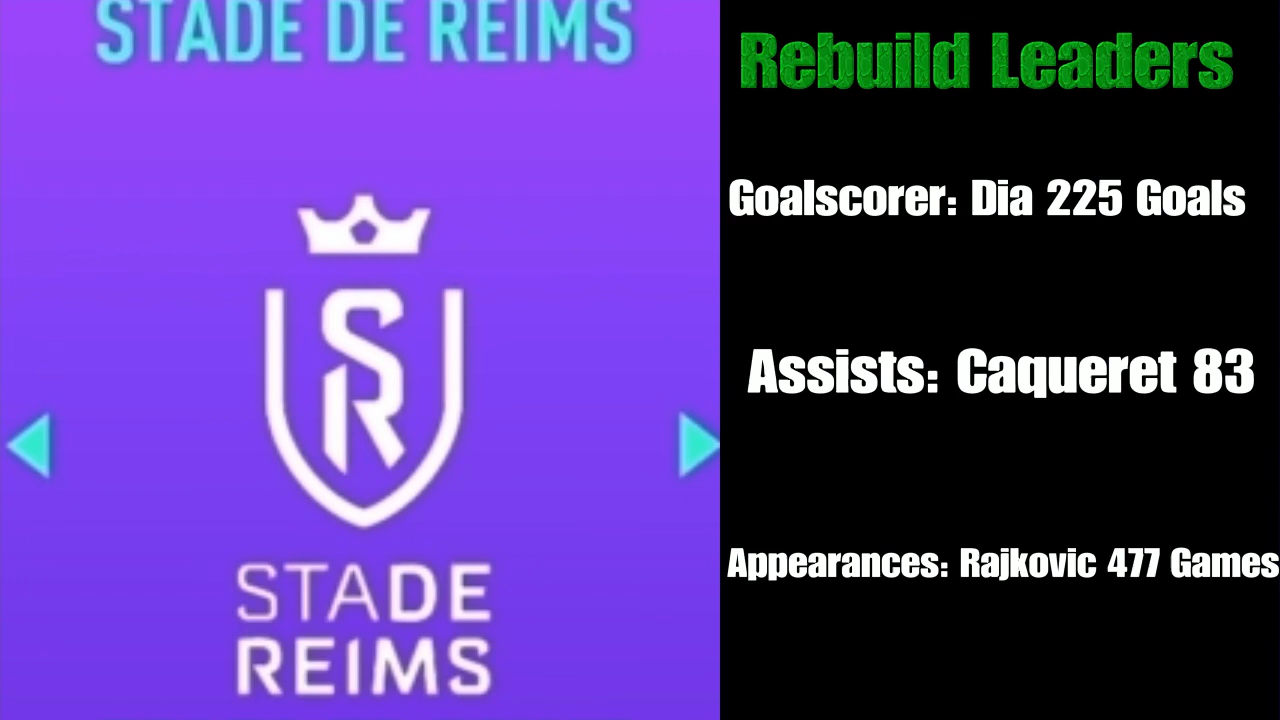 STADE DE REIMS
SR
STADE
REIMS
Rebuild Leaders
Goalscorer: Dia 225 Goals
Assists: Caqueret 83
Appearances: Rajkovic 477 Games